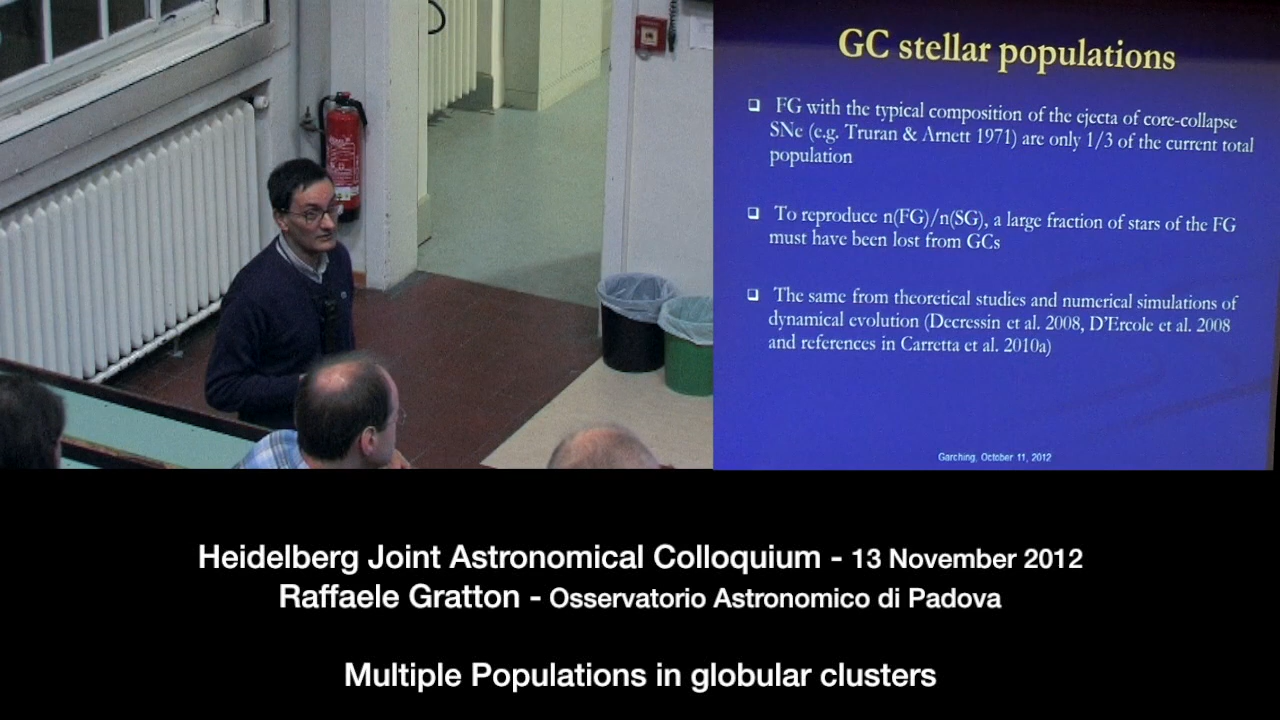 GC stellar populations
❑ FG with the typical composition of the ejecta of core-collapse
SNe (e.g. Truran & Arnett 1971) are only 1/3 of the current total
population
❑ To reproduce n(FG)/n(SG), a large fraction of stars of the FG
must have been lost from GCs
❑ The same from theoretical studies and numerical simulations of
dynamical evolution (Decressin et al. 2008, D'Ercole et al. 2008
and references in Carretta et al. 2010a)
Garching, October 11, 2012
Heidelberg Joint Astronomical Colloquium - 13 November 2012
Raffaele Gratton - Osservatorio Astronomico di Padova
Multiple Populations in globular clusters